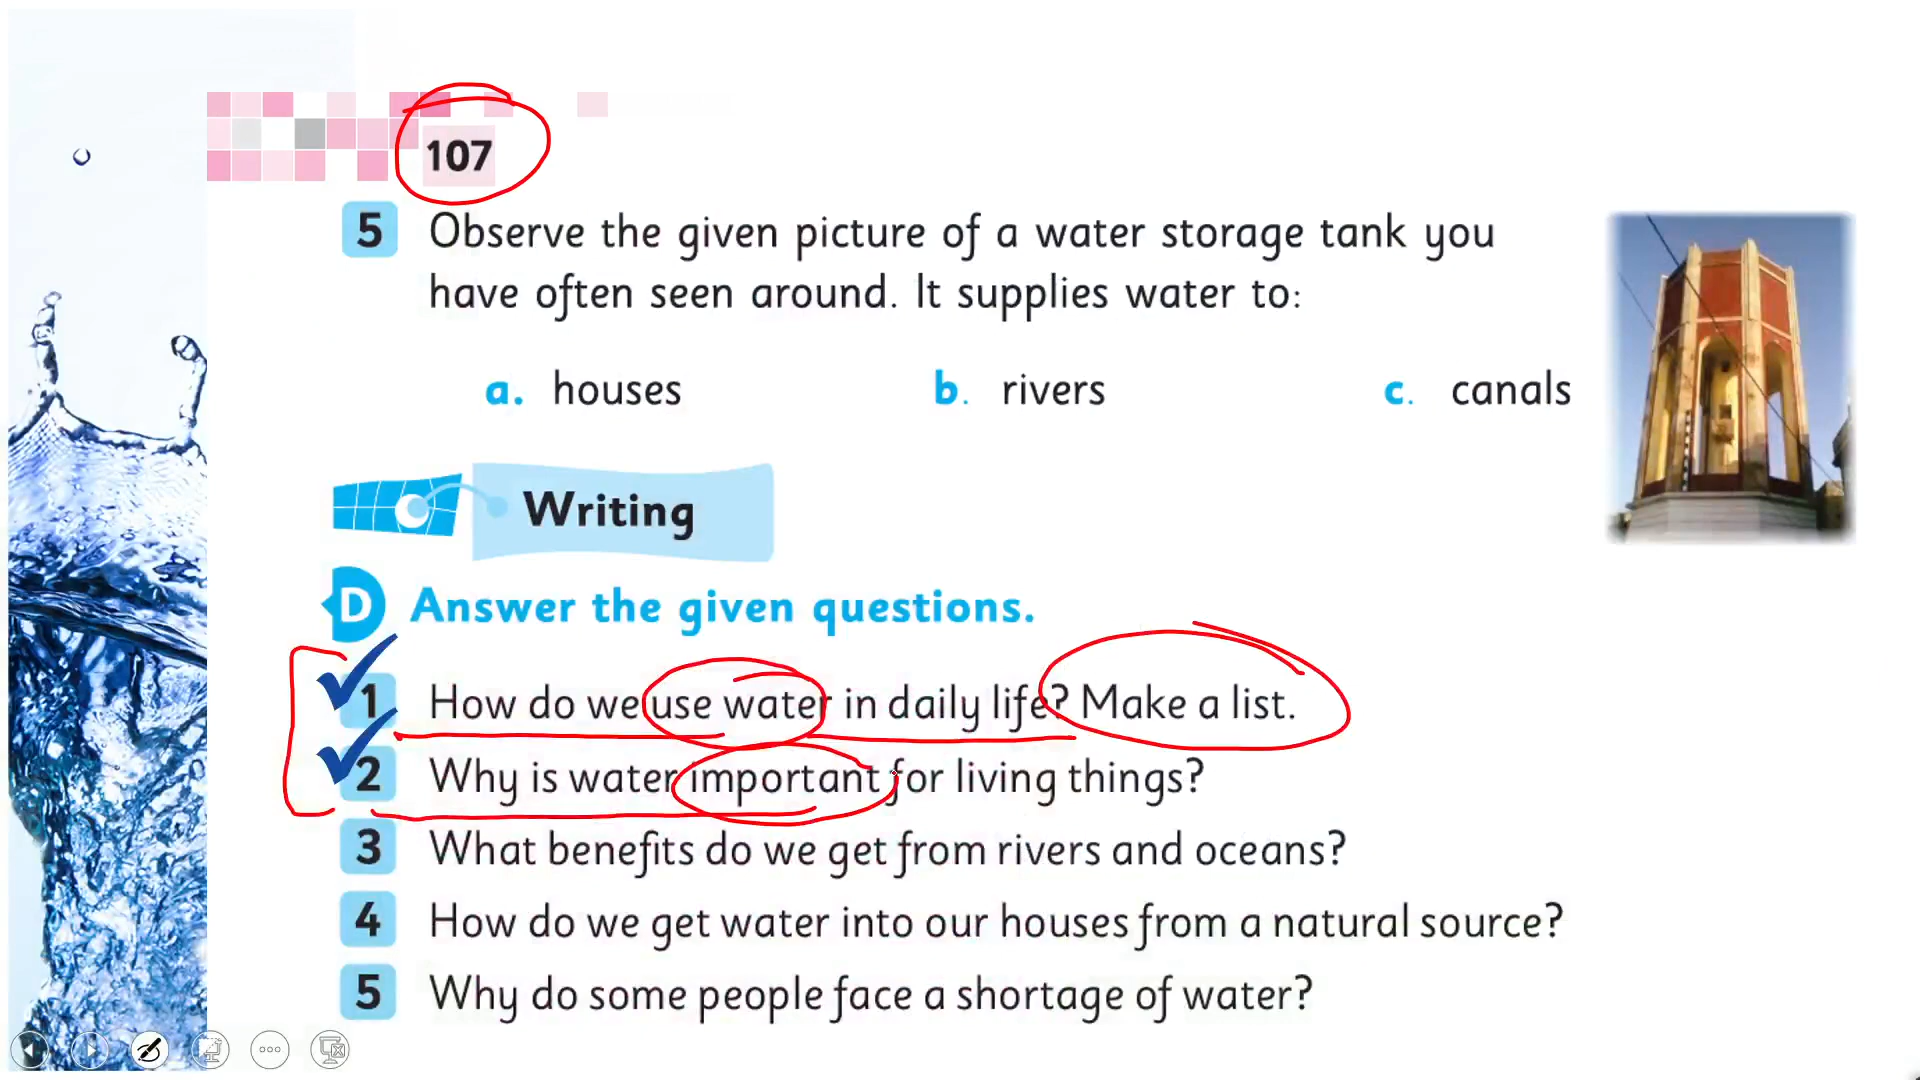 107
5 Observe the given picture of a water storage tank you
have often seen around. It supplies water to:
a. houses b. rivers c. canals
Writing
D Answer the given questions.
1 How do we use water in daily life? Make a list.
2 Why is water important for living things?
3 What benefits do we get from rivers and oceans?
4 How do we get water into our houses from a natural source?
5 Why do some people face a shortage of water?